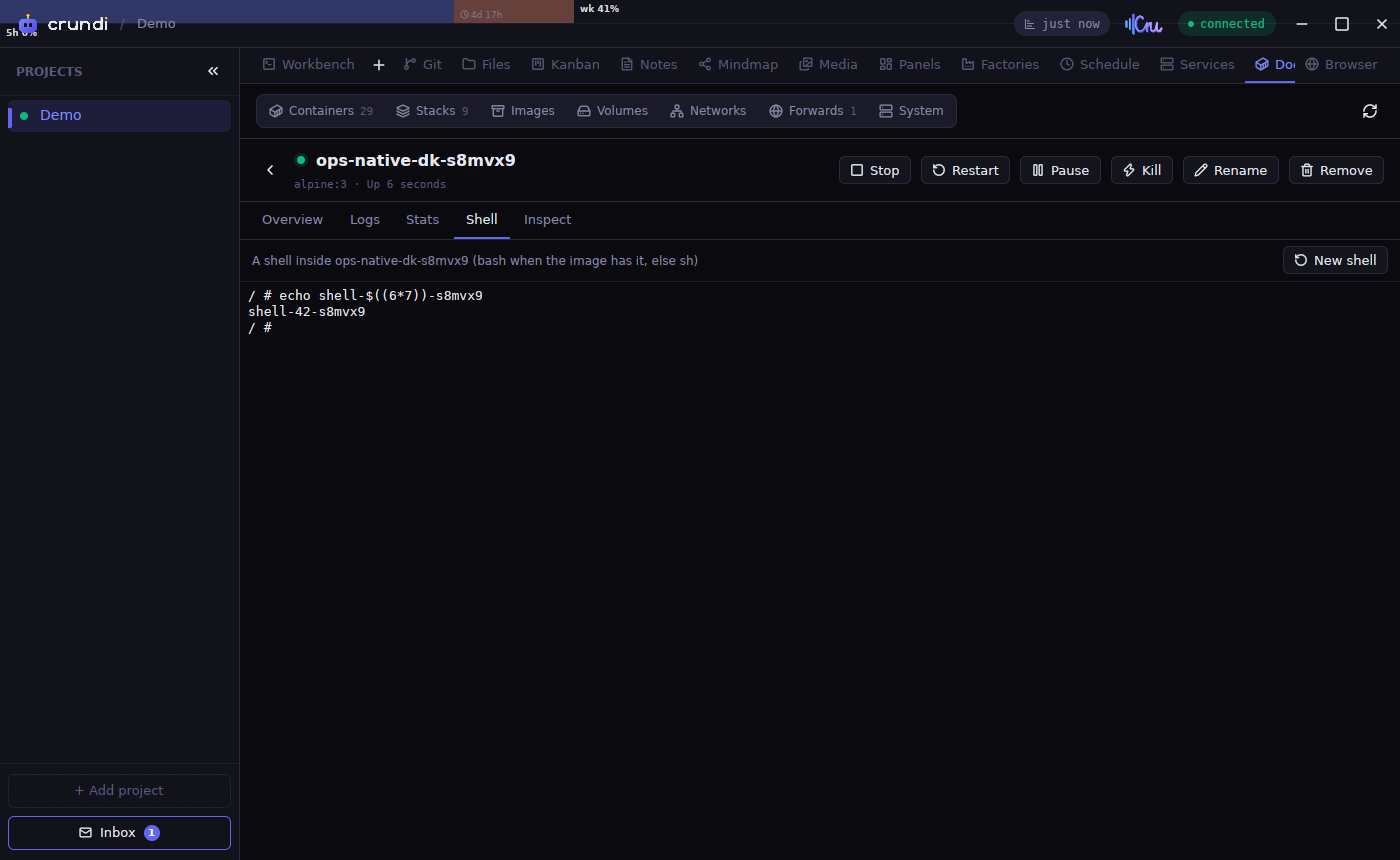 4d 17h
wk 41%
5h 6%
crundi / Demo
just now
Cru
connected
PROJECTS
Workbench
Git
Files
Kanban
Notes
Mindmap
Media
Panels
Factories
Schedule
Services
Browser
Demo
Containers 29
Stacks 9
Images
Volumes
Networks
Forwards 1
System
ops-native-dk-s8mvx9
alpine:3 · Up 6 seconds
Stop
Restart
Pause
Kill
Rename
Remove
Overview
Logs
Stats
Shell
Inspect
A shell inside ops-native-dk-s8mvx9 (bash when the image has it, else sh)
New shell
/ # echo shell-$((6*7))-s8mvx9
shell-42-s8mvx9
/ #
+ Add project
Inbox 1